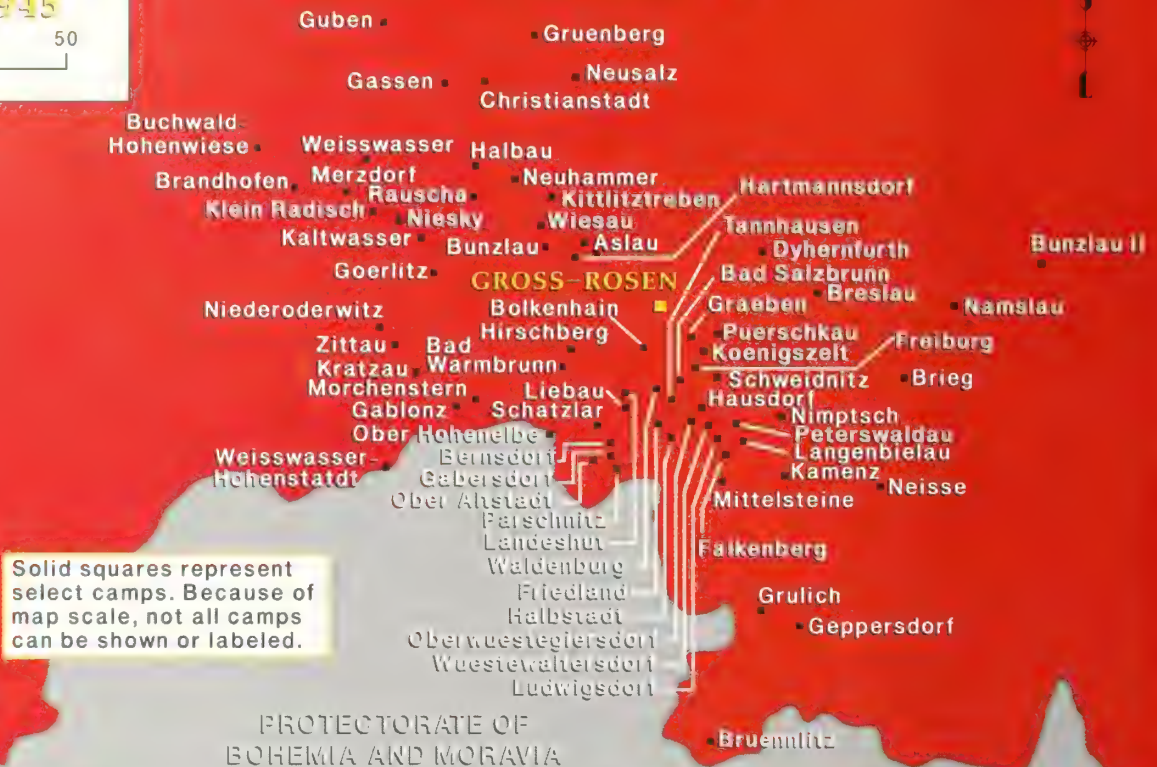 50
Guben
Gruenberg
Gassen
Neusalz
Christianstadt
Buchwald-
Hohenwiese
Weisswasser
Halbau
Brandhofen
Merzdorf
Neuhammer
Rauscha
Kittlitztreben
Hartmannsdorf
Klein Radisch
Niesky
Wiesau
Tannhausen
Kaltwasser
Bunzlau
Aslau
Dyhernfurth
Bunzlau II
Goerlitz
GROSS-ROSEN
Bad Salzbrunn
Breslau
Niederoderwitz
Bolkenhain
Graeben
Namslau
Hirschberg
Puerschkau
Freiburg
Zittau
Bad
Warmbrunn
Koenigszelt
Kratzau
Schweidnitz
Brieg
Morchenstern
Liebau
Hausdorf
Gablonz
Schatzlar
Nimptsch
Ober Hohenelbe
Peterswaldau
Weisswasser-
Hohenstatdt
Bernsdorf
Langenbielau
Gabersdorf
Kamenz
Neisse
Ober Altstadt
Mittelsteine
Parschnitz
Landeshut
Falkenberg
Waldenburg
Friedland
Halbstadt
Grulich
Geppersdorf
Oberwuestegiersdorf
Wuestewaltersdorf
Ludwigsdorf
Solid squares represent
select camps. Because of
map scale, not all camps
can be shown or labeled.
PROTECTORATE OF
BOHEMIA AND MORAVIA
Bruennlitz